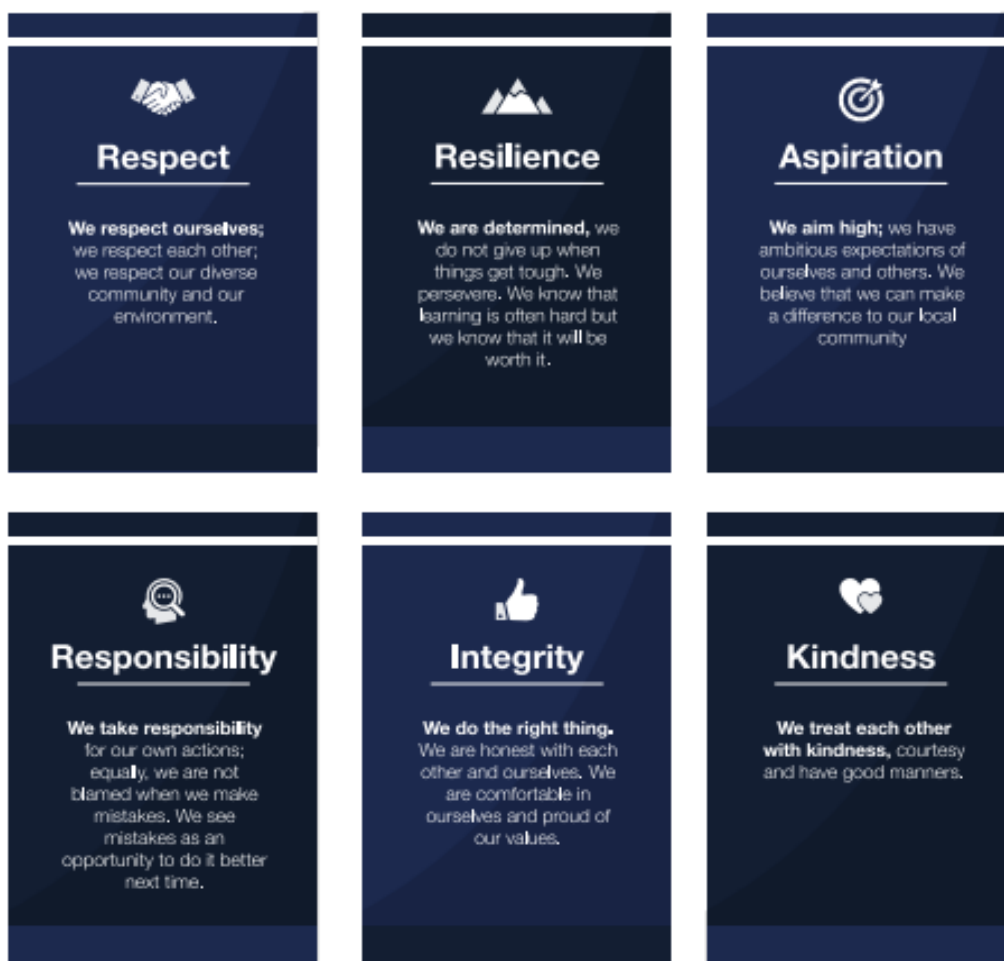 Respect
We respect ourselves;
we respect each other;
we respect our diverse
community and our
environment.
Resilience
We are determined, we
do not give up when
things get tough. We
persevere. We know that
learning is often hard but
we know that it will be
worth it.
Aspiration
We aim high; we have
ambitious expectations of
ourselves and others. We
believe that we can make
a difference to our local
community
Responsibility
We take responsibility
for our own actions;
equally, we are not
blamed when we make
mistakes. We see
mistakes as an
opportunity to do it better
next time.
Integrity
We do the right thing.
We are honest with each
other and ourselves. We
are comfortable in
ourselves and proud of
our values.
Kindness
We treat each other
with kindness, courtesy
and have good manners.